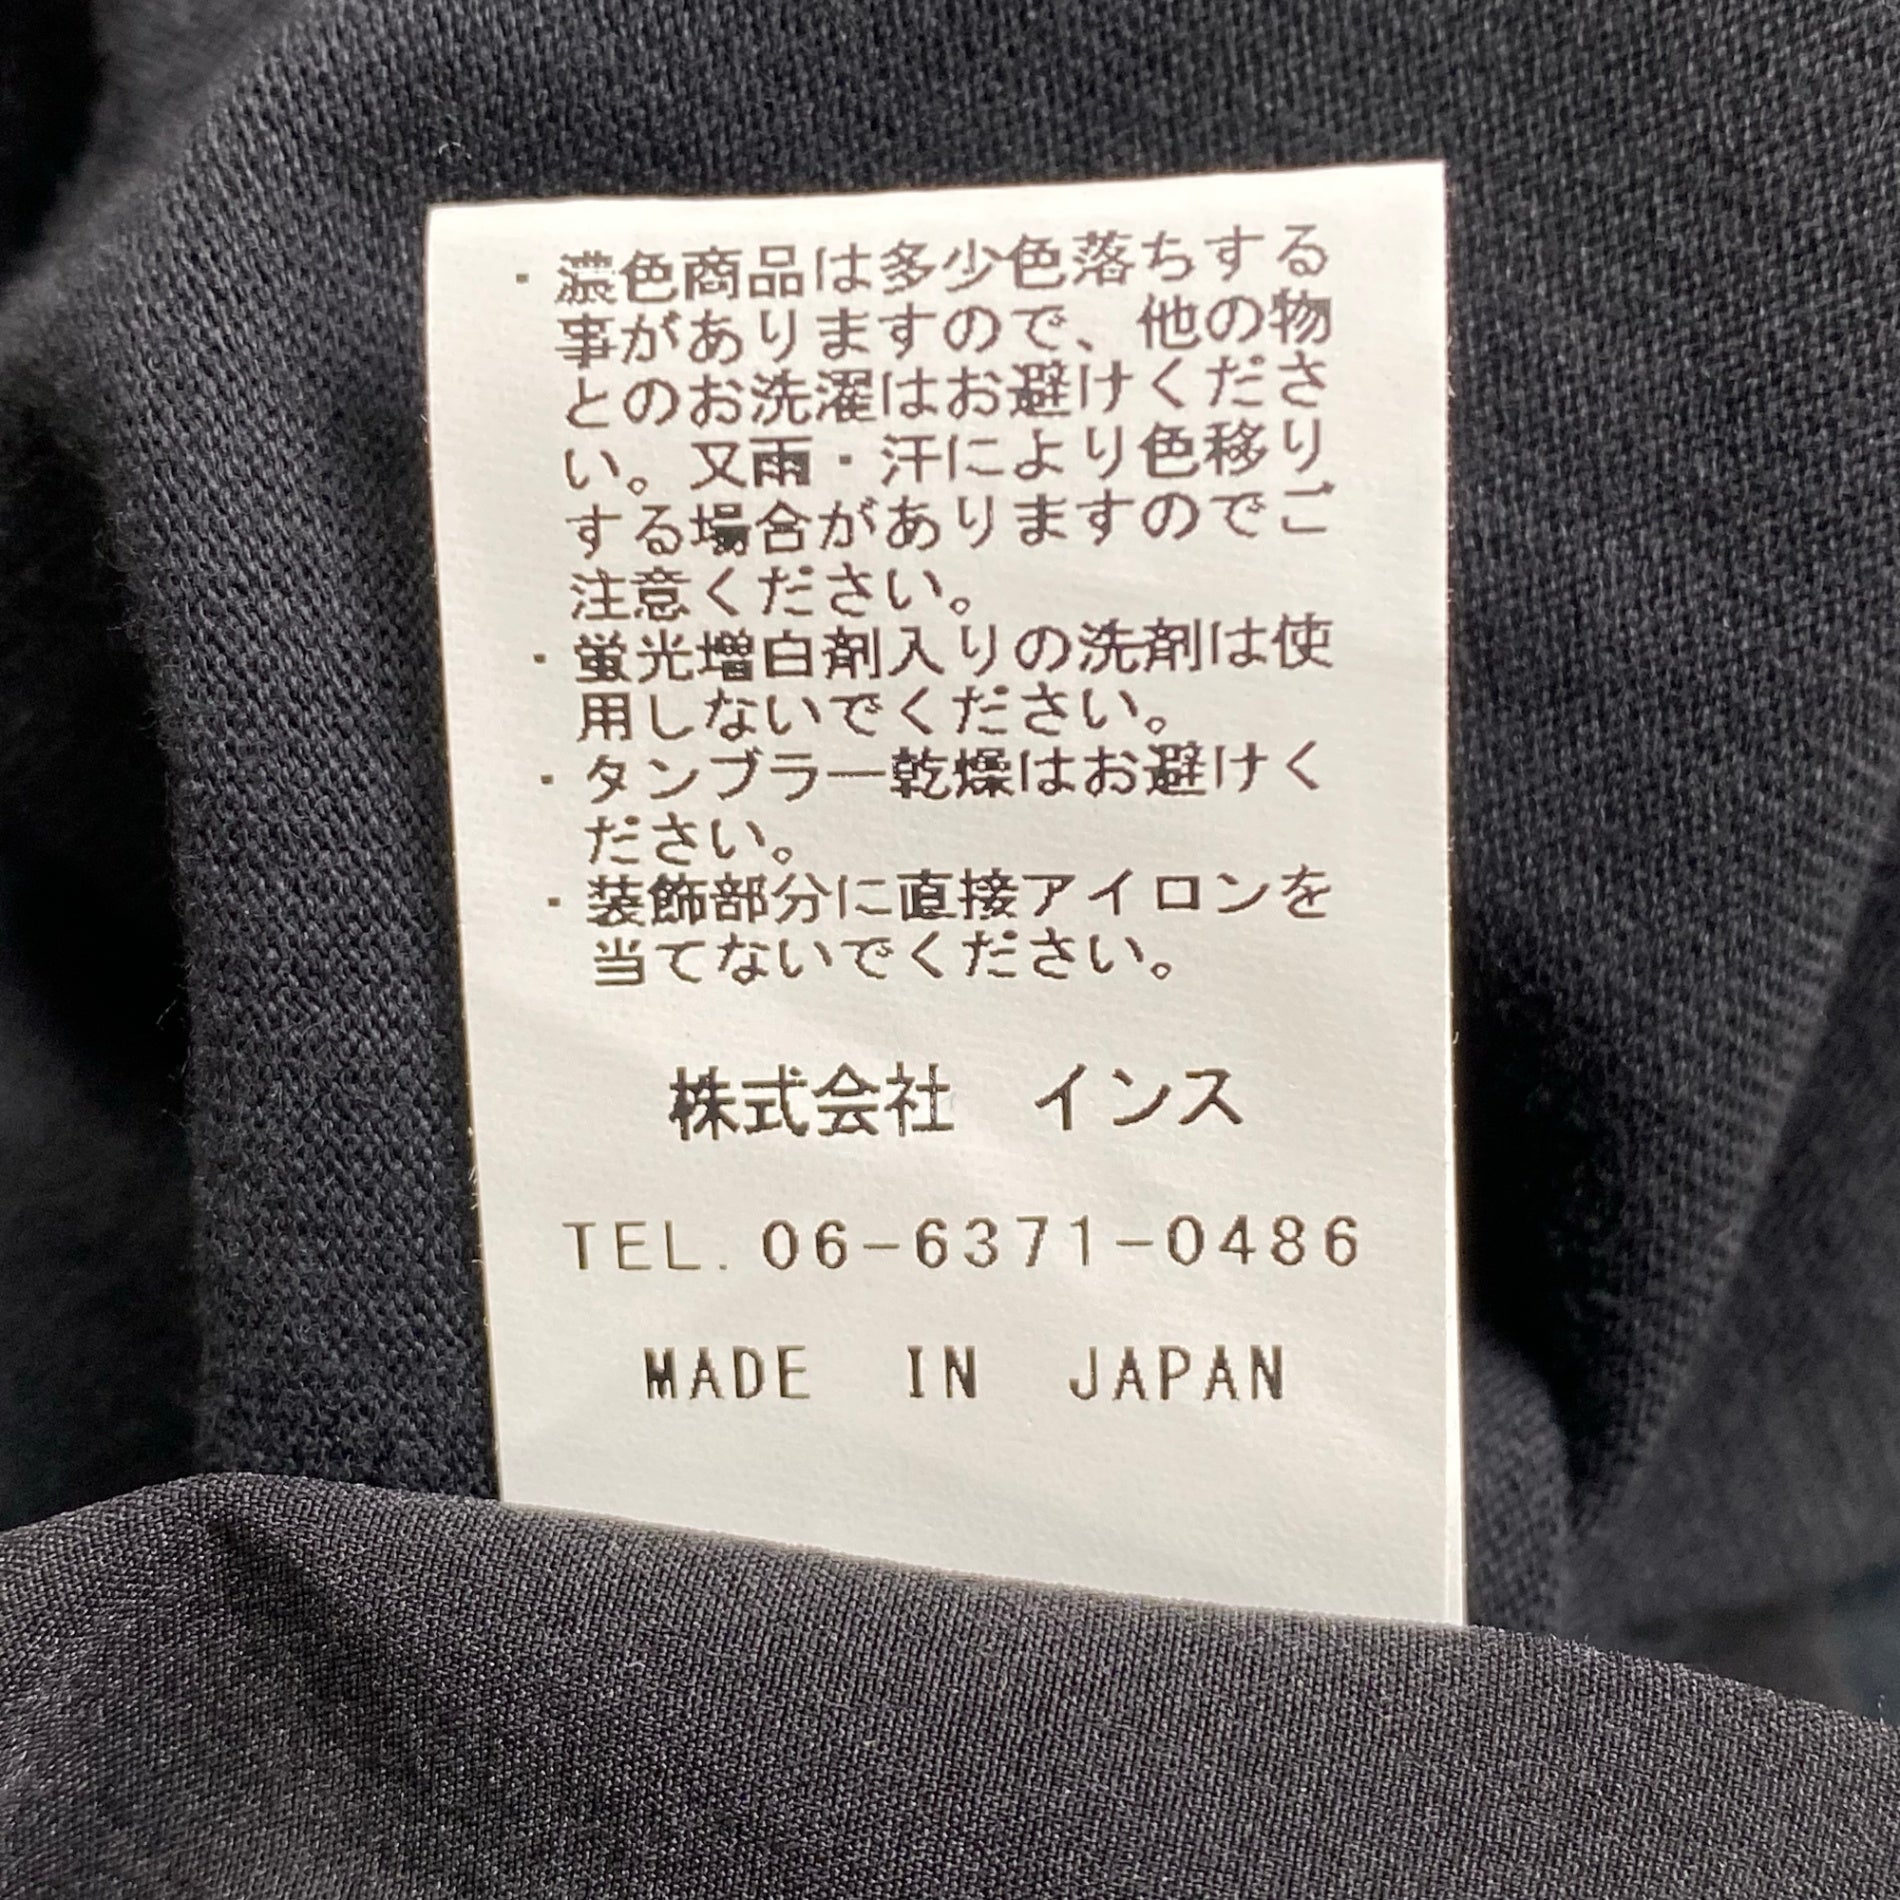 ・濃色商品は多少色落ちする
事がありますので、他の物
とのお洗濯はお避けくださ
い。又雨・汗により色移り
する場合がありますのでご
注意ください。
・蛍光増白剤入りの洗剤は使
用しないでください。
・タンブラー乾燥はお避けく
ださい。
・装飾部分に直接アイロンを
当てないでください。
株式会社　インス
TEL. 06-6371-0486
MADE IN JAPAN